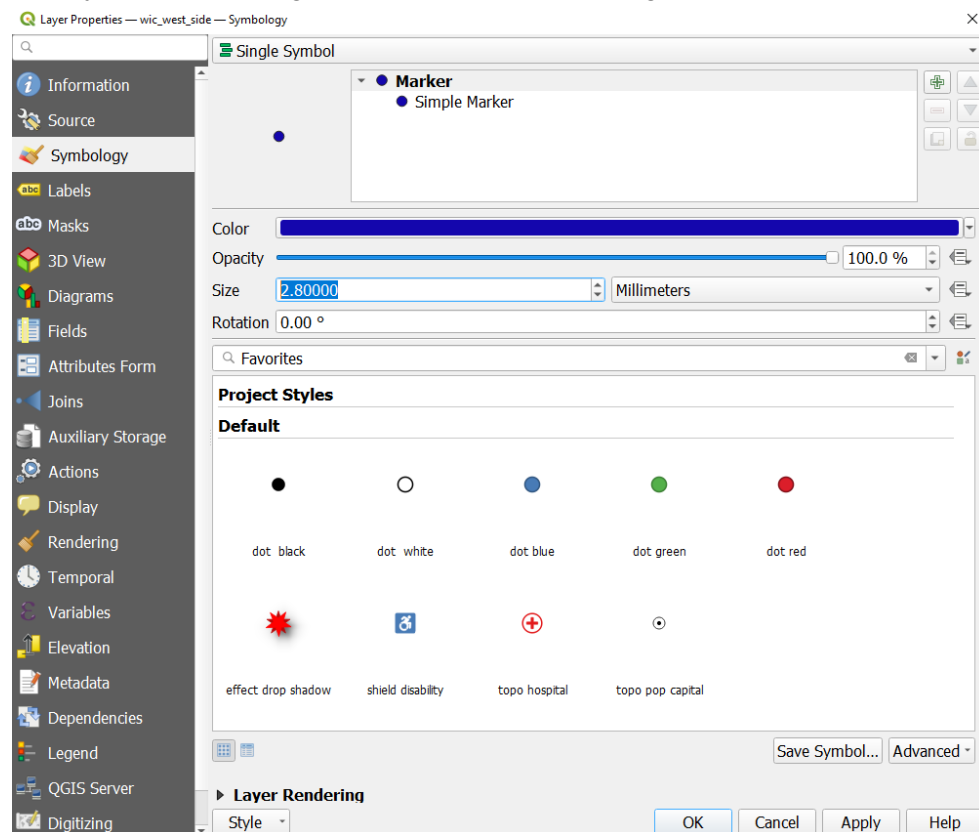 Layer Properties — wic_west_side — Symbology
Single Symbol
Information
Source
Symbology
Labels
Masks
3D View
Diagrams
Fields
Attributes Form
Joins
Auxiliary Storage
Actions
Display
Rendering
Temporal
Variables
Elevation
Metadata
Dependencies
Legend
QGIS Server
Digitizing
Marker
Simple Marker
Color
Opacity 100.0 %
Size 2.80000 Millimeters
Rotation 0.00 °
Favorites
Project Styles
Default
dot black dot white dot blue dot green dot red
effect drop shadow shield disability topo hospital topo pop capital
Save Symbol... Advanced
Layer Rendering
Style OK Cancel Apply Help